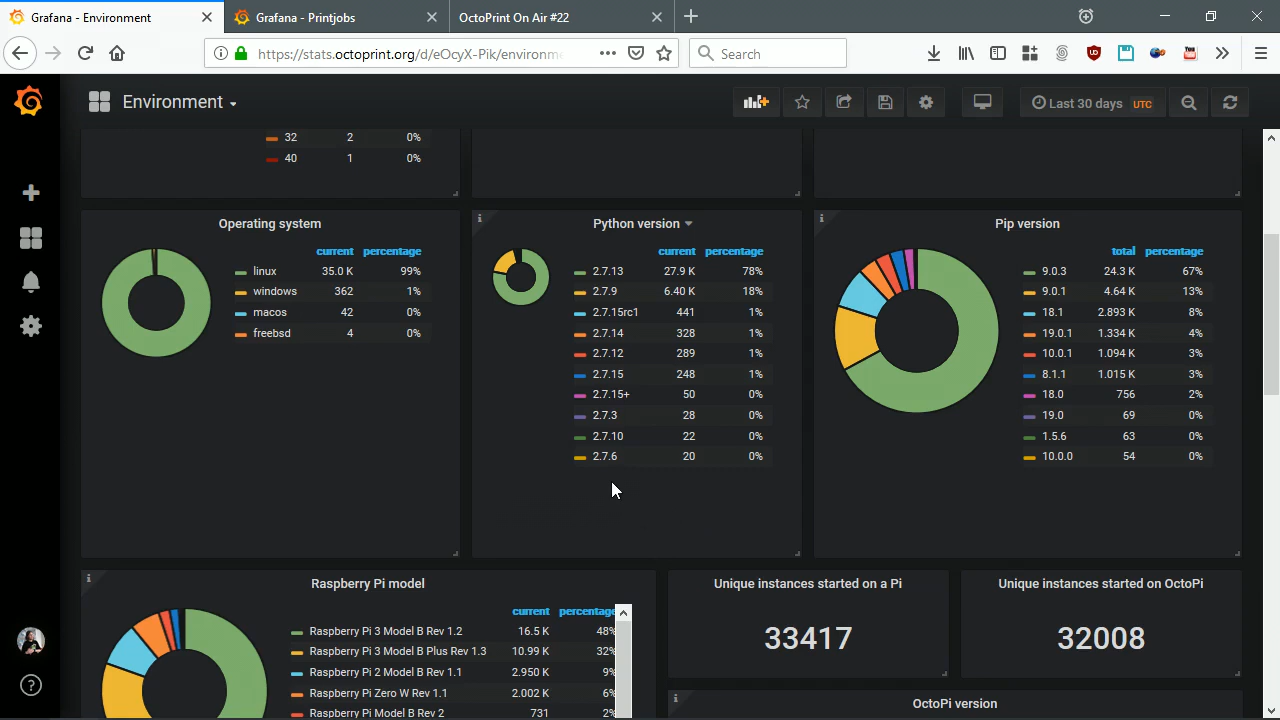 Grafana - Environment
Grafana - Printjobs
OctoPrint On Air #22
https://stats.octoprint.org/d/eOcyX-Pik/environm
Search
Environment
Last 30 days UTC
32 2 0%
40 1 0%
Operating system
current percentage
linux 35.0 K 99%
windows 362 1%
macos 42 0%
freebsd 4 0%
Python version
current percentage
2.7.13 27.9 K 78%
2.7.9 6.40 K 18%
2.7.15rc1 441 1%
2.7.14 328 1%
2.7.12 289 1%
2.7.15 248 1%
2.7.15+ 50 0%
2.7.3 28 0%
2.7.10 22 0%
2.7.6 20 0%
Pip version
total percentage
9.0.3 24.3 K 67%
9.0.1 4.64 K 13%
18.1 2.893 K 8%
19.0.1 1.334 K 4%
10.0.1 1.094 K 3%
8.1.1 1.015 K 3%
18.0 756 2%
19.0 69 0%
1.5.6 63 0%
10.0.0 54 0%
Raspberry Pi model
current percentage
Raspberry Pi 3 Model B Rev 1.2 16.5 K 48%
Raspberry Pi 3 Model B Plus Rev 1.3 10.99 K 32%
Raspberry Pi 2 Model B Rev 1.1 2.950 K 9%
Raspberry Pi Zero W Rev 1.1 2.002 K 6%
Raspberry Pi Model B Rev 2 731 2%
Unique instances started on a Pi
33417
Unique instances started on OctoPi
32008
OctoPi version